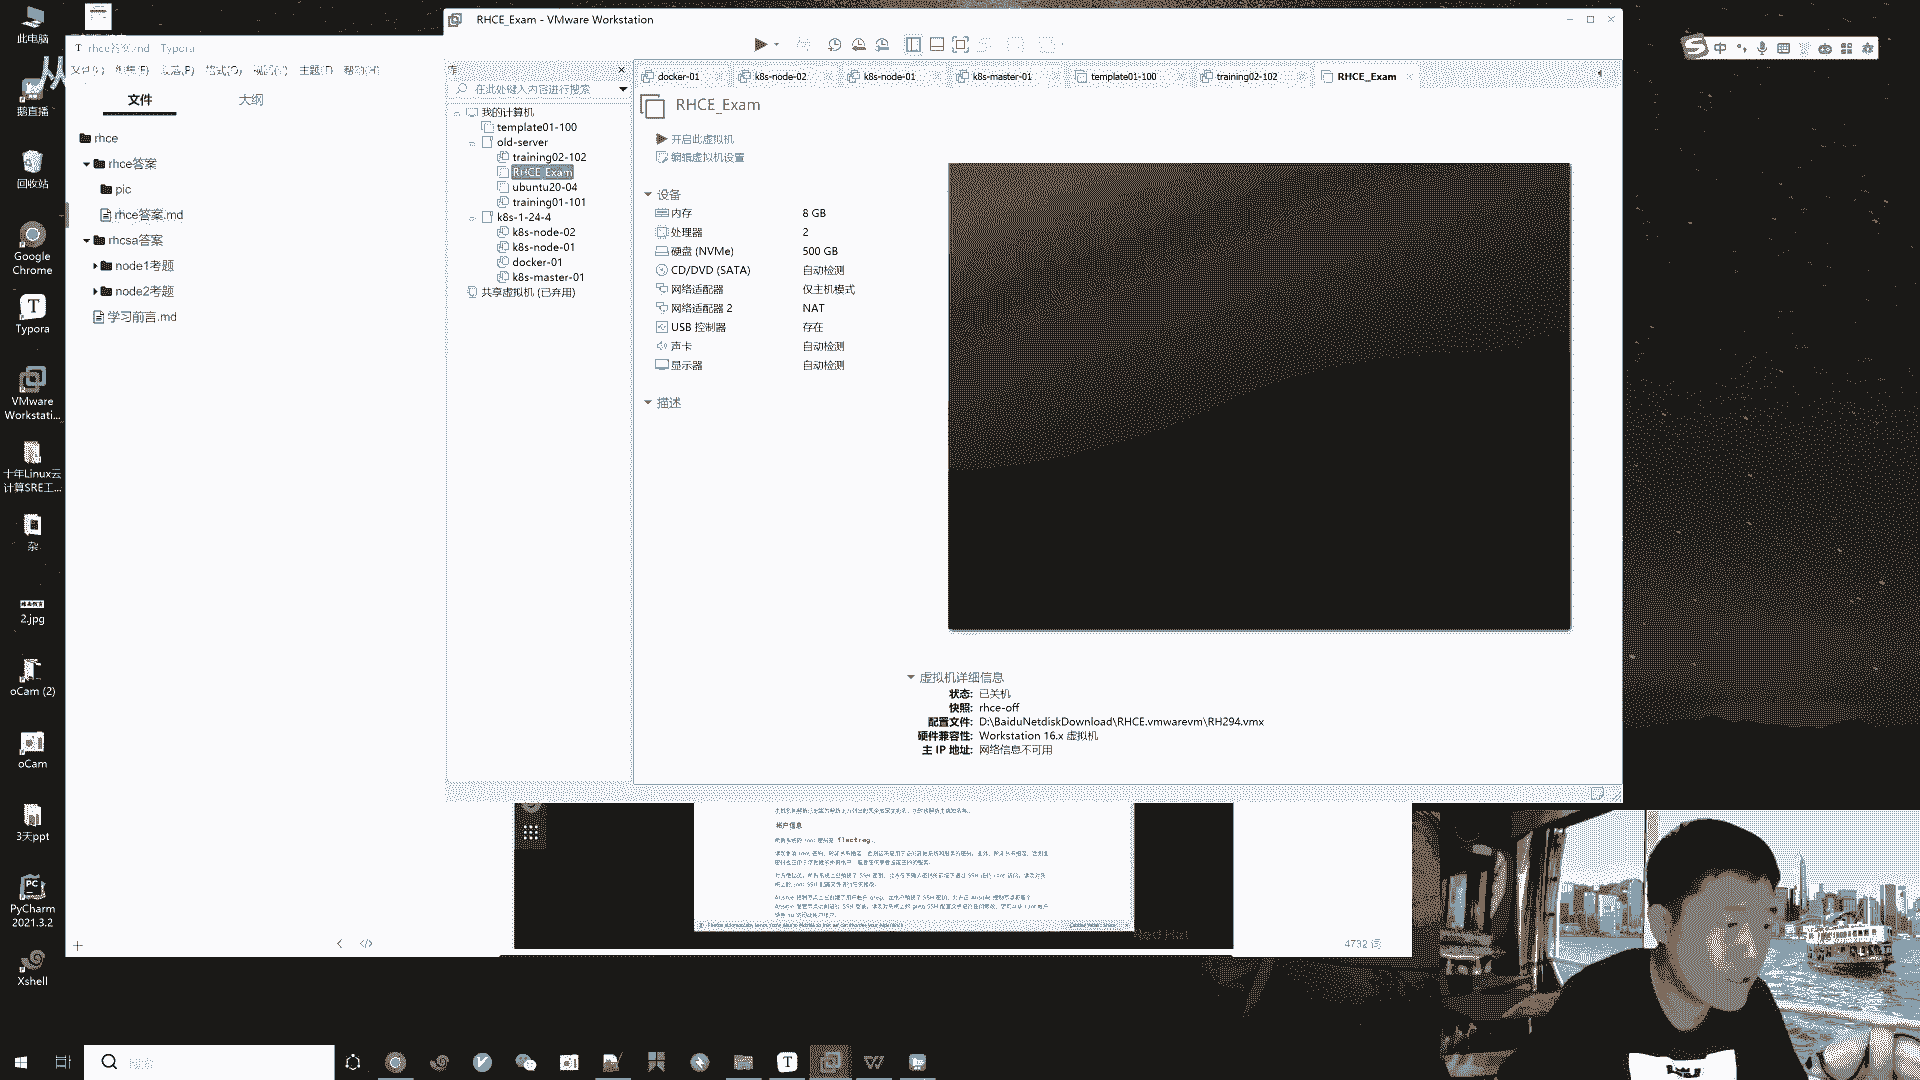 此电脑
鹅直播
回收站
Google
Chrome
Typora
VMware
Workstati...
十年Linux云
计算SRE工...
杂
2.jpg
oCam (2)
oCam
3天ppt
PyCharm
2021.3.2
Xshell
rhce答案.md - Typora
主题(T)
帮助(H)
文件
大纲
rhce
rhce答案
pic
rhce答案.md
rhcsa答案
node1考题
node2考题
学习前言.md
4732 词
RHCE_Exam - VMware Workstation
在此处键入内容进行搜索
我的计算机
template01-100
old-server
training02-102
RHCE_Exam
ubuntu20-04
training01-101
k8s-1-24-4
k8s-node-02
k8s-node-01
docker-01
k8s-master-01
共享虚拟机 (已弃用)
docker-01
k8s-node-02
k8s-node-01
k8s-master-01
template01-100
training02-102
RHCE_Exam
RHCE_Exam
开启此虚拟机
编辑虚拟机设置
设备
内存 8 GB
处理器 2
硬盘 (NVMe) 500 GB
CD/DVD (SATA) 自动检测
网络适配器 仅主机模式
网络适配器 2 NAT
USB 控制器 存在
声卡 自动检测
显示器 自动检测
描述
虚拟机详细信息
状态: 已关机
快照: rhce-off
配置文件: D:\BaiduNetdiskDownload\RHCE.vmwarevm\RH294.vmx
硬件兼容性: Workstation 16.x 虚拟机
主 IP 地址: 网络信息不可用
帐户信息
flectrag
Red Hat
中
搜索